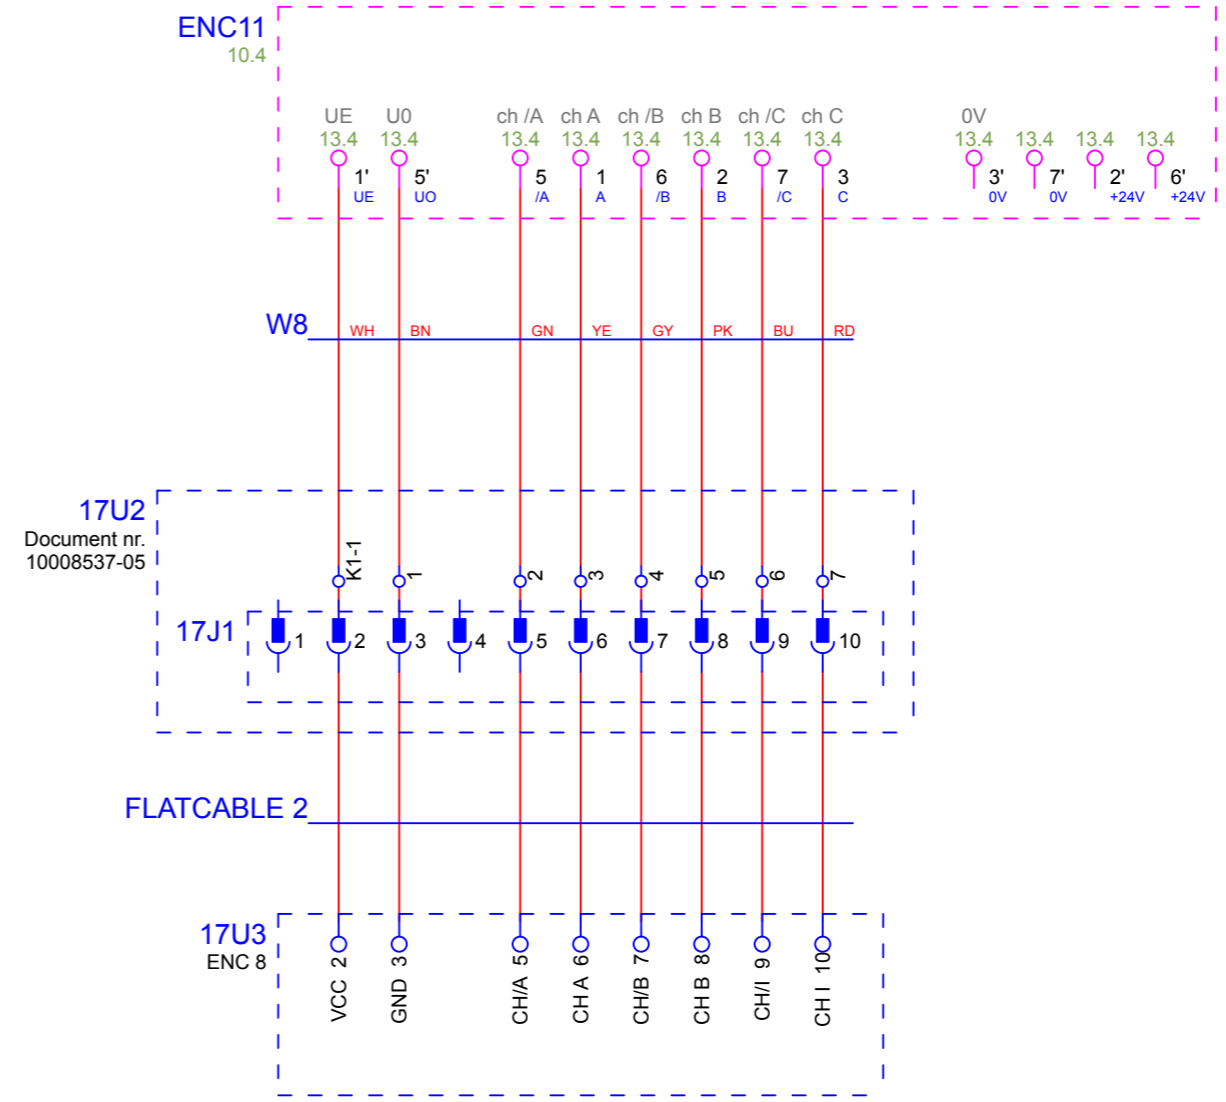 ENC11
10.4
UE U0 ch /A ch A ch /B ch B ch /C ch C 0V
13.4 13.4 13.4 13.4 13.4 13.4 13.4 13.4 13.4 13.4 13.4 13.4
1' 5' 5 1 6 2 7 3 3' 7' 2' 6'
UE UO /A A /B B /C C 0V 0V +24V +24V
W8
WH BN GN YE GY PK BU RD
17U2
Document nr.
10008537-05
K1-1 1 2 3 4 5 6 7
17J1
1 2 3 4 5 6 7 8 9 10
FLATCABLE 2
17U3
ENC 8
VCC 2
GND 3
CH/A 5
CH A 6
CH/B 7
CH B 8
CH/I 9
CH I 10